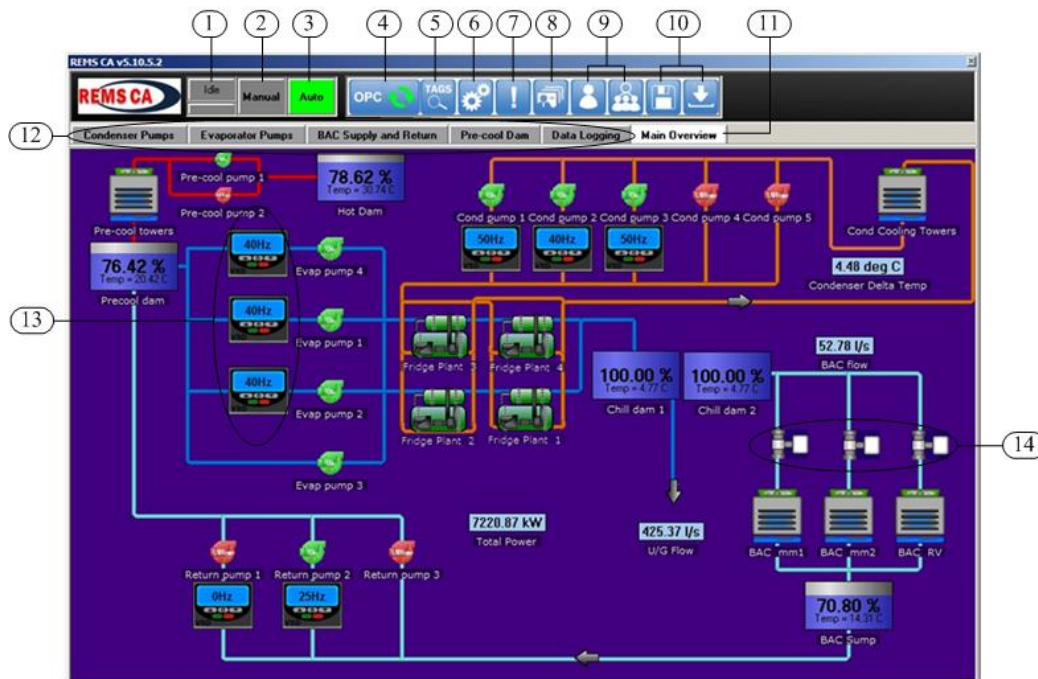 1 2 3 4 5 6 7 8 9 10 11
REMS CA v5.10.5.2
REMS CA Idle Manual Auto OPC TAGS !
12
Condenser Pumps Evaporator Pumps BAC Supply and Return Pre-cool Dam Data Logging Main Overview
Pre-cool pump 1
78.62 %
Temp = 30.74 C
Hot Dam
Pre-cool pump 2
Pre-cool towers
Cond pump 1 Cond pump 2 Cond pump 3 Cond pump 4 Cond pump 5
Cond Cooling Towers
50Hz 40Hz 50Hz
4.48 deg C
Condenser Delta Temp
76.42 %
Temp = 20.42 C
Precool dam
40Hz
Evap pump 4
13
40Hz
Evap pump 1
40Hz
Evap pump 2
Evap pump 3
Fridge Plant 3 Fridge Plant 4
Fridge Plant 2 Fridge Plant 1
100.00 %
Temp = 4.77 C
Chill dam 1
100.00 %
Temp = 4.77 C
Chill dam 2
52.78 l/s
BAC flow
14
7220.87 kW
Total Power
425.37 l/s
U/G Flow
BAC mm1 BAC mm2 BAC RV
Return pump 1 Return pump 2 Return pump 3
0Hz 25Hz
70.80 %
Temp = 14.31 C
BAC Sump